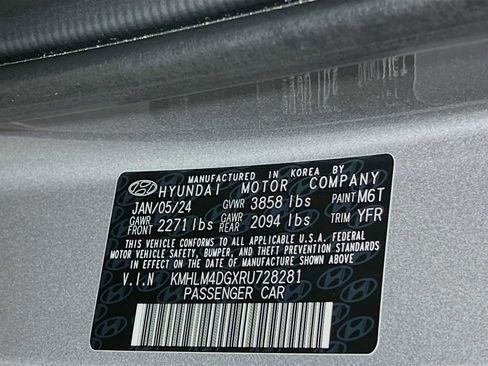 MANUFACTURED IN KOREA
HYUNDAI MOTOR COMPANY
JAN/05/24 GVWR 3858 lbs PAINT M6T
GAWR FRONT 2271 lbs GAWR REAR 2094 lbs TRIM YFR
THIS VEHICLE CONFORMS TO ALL APPLICABLE U.S.A. FEDERAL
MOTOR VEHICLE SAFETY, BUMPER, AND THEFT PREVENTION STANDARDS
IN EFFECT ON THE DATE OF MANUFACTURE SHOWN ABOVE
V.I.N KMHLM4DGXRU728281
PASSENGER CAR